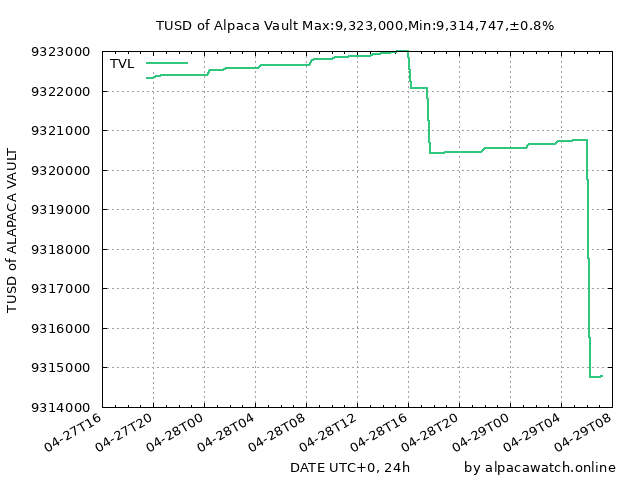 TUSD of Alpaca Vault Max:9,323,000,Min:9,314,747,±0.8%
TVL
9323000
9322000
9321000
9320000
9319000
9318000
9317000
9316000
9315000
9314000
TUSD of ALAPACA VAULT
04-27T16
04-27T20
04-28T00
04-28T04
04-28T08
04-28T12
04-28T16
04-28T20
04-29T00
04-29T04
04-29T08
DATE UTC+0, 24h
by alpacawatch.online